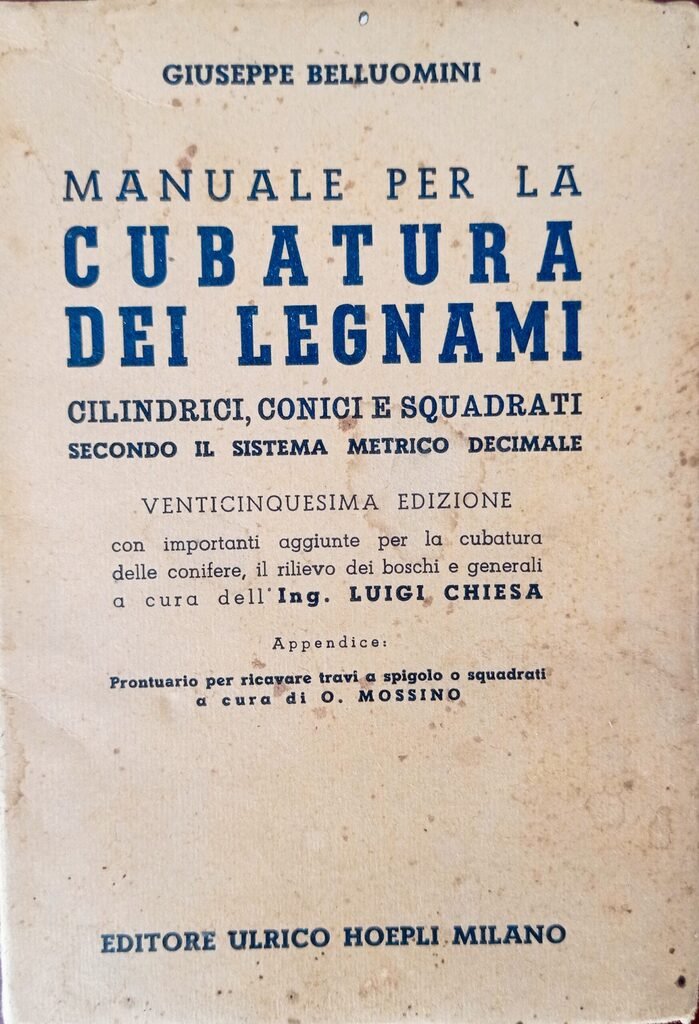 GIUSEPPE BELLUOMINI
MANUALE PER LA
CUBATURA
DEI LEGNAMI
CILINDRICI, CONICI E SQUADRATI
SECONDO IL SISTEMA METRICO DECIMALE
VENTICINQUESIMA EDIZIONE
con importanti aggiunte per la cubatura
delle conifere, il rilievo dei boschi e generali
a cura dell'Ing. LUIGI CHIESA
Appendice:
Prontuario per ricavare travi a spigolo o squadrati
a cura di O. MOSSINO
EDITORE ULRICO HOEPLI MILANO